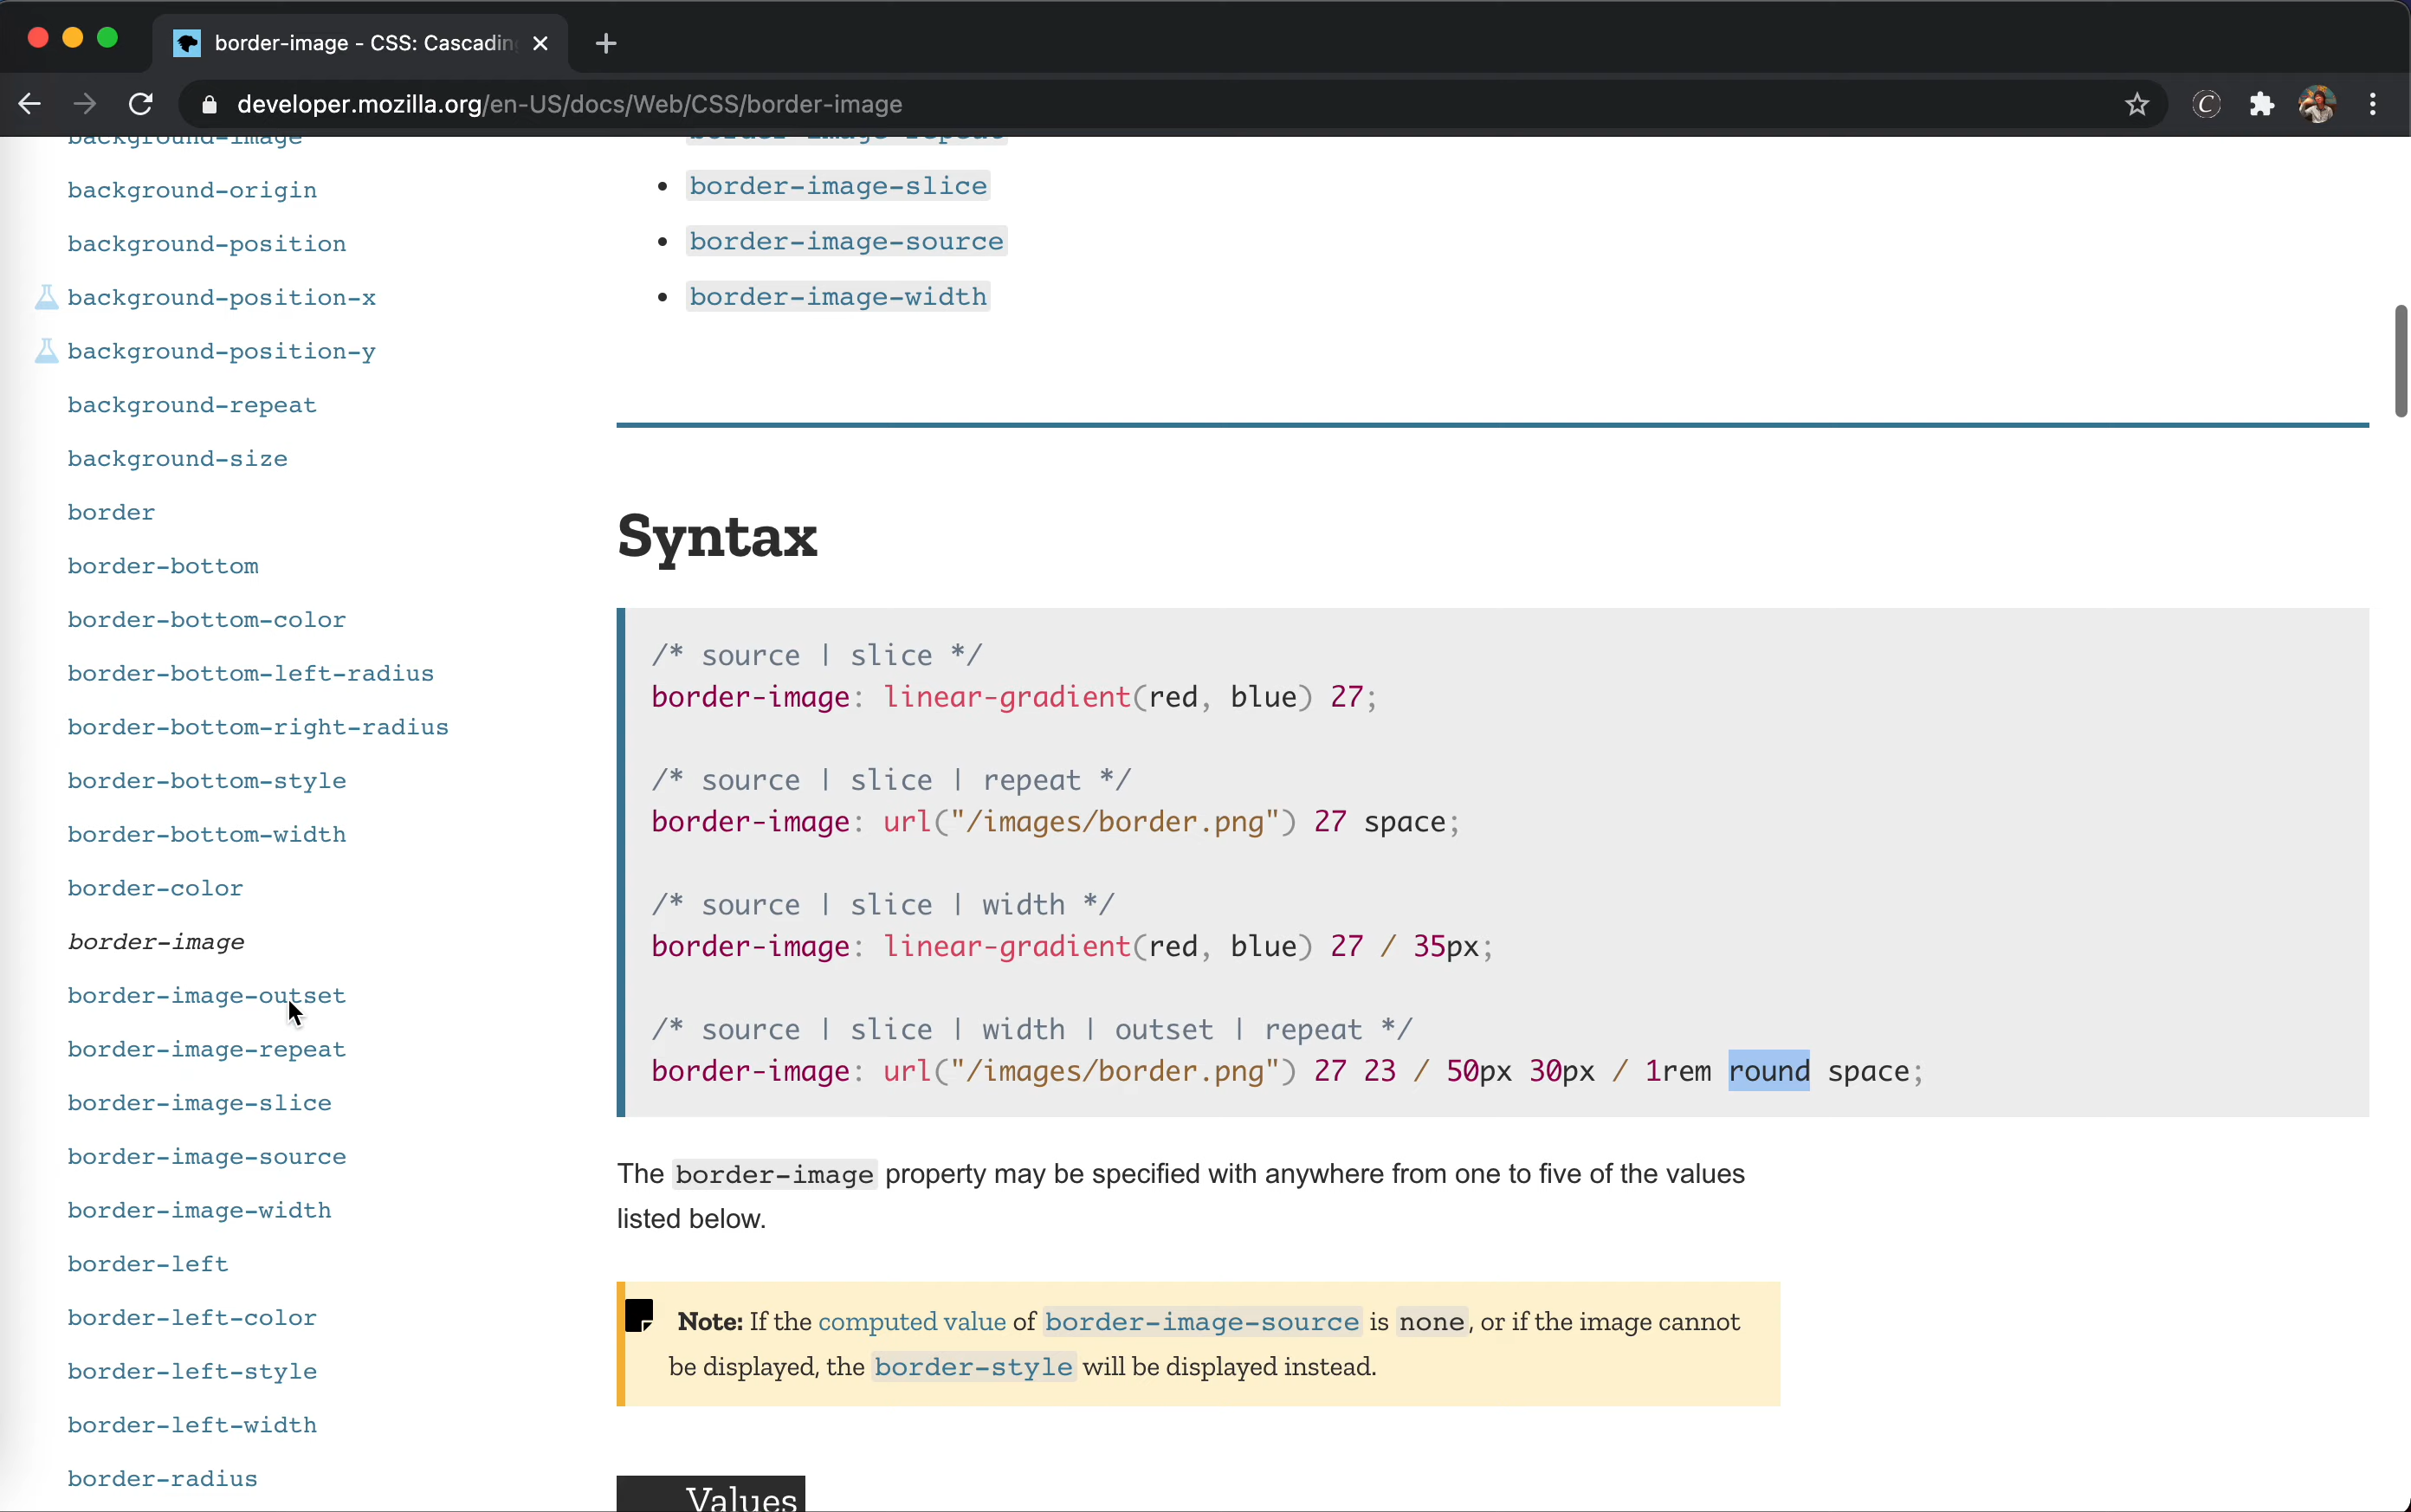 border-image - CSS: Cascading
developer.mozilla.org/en-US/docs/Web/CSS/border-image
background-image
background-origin
background-position
background-position-x
background-position-y
background-repeat
background-size
border
border-bottom
border-bottom-color
border-bottom-left-radius
border-bottom-right-radius
border-bottom-style
border-bottom-width
border-color
border-image
border-image-outset
border-image-repeat
border-image-slice
border-image-source
border-image-width
border-left
border-left-color
border-left-style
border-left-width
border-radius
border-image-repeat
border-image-slice
border-image-source
border-image-width
Syntax
/* source | slice */
border-image: linear-gradient(red, blue) 27;
/* source | slice | repeat */
border-image: url("/images/border.png") 27 space;
/* source | slice | width */
border-image: linear-gradient(red, blue) 27 / 35px;
/* source | slice | width | outset | repeat */
border-image: url("/images/border.png") 27 23 / 50px 30px / 1rem round space;
The border-image property may be specified with anywhere from one to five of the values
listed below.
Note: If the computed value of border-image-source is none, or if the image cannot
be displayed, the border-style will be displayed instead.
Values